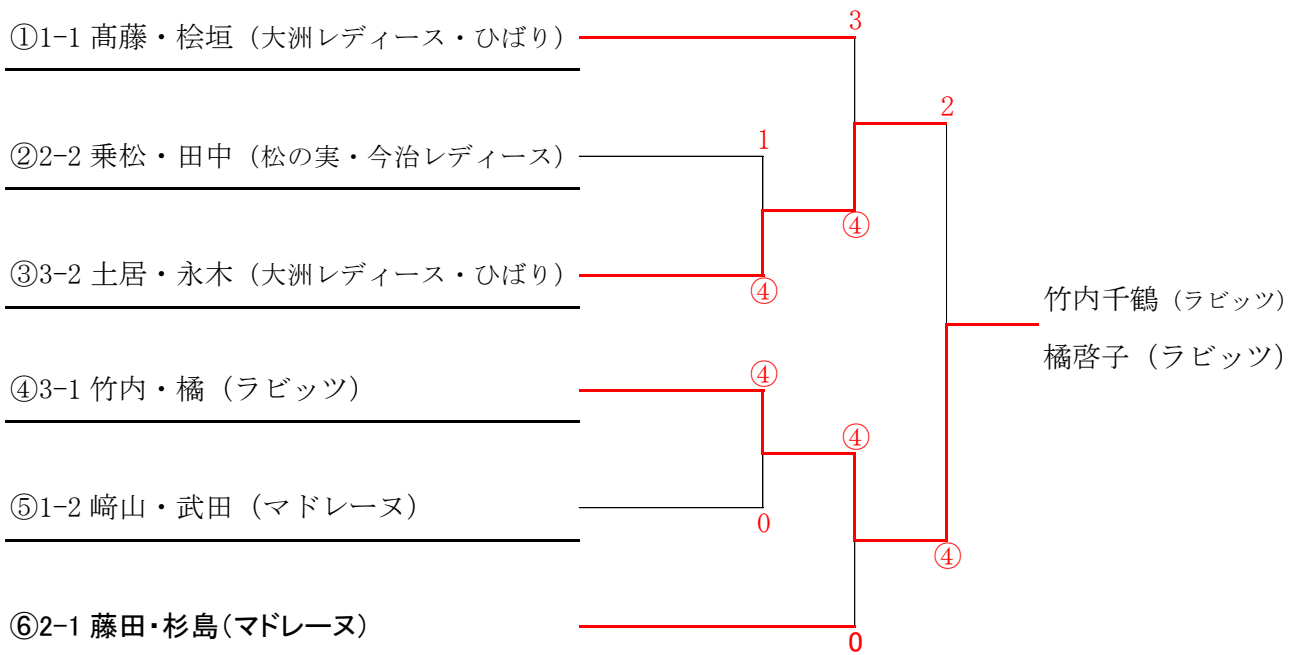 ①1-1 髙藤・桧垣（大洲レディース・ひばり）
3
2
②2-2 乗松・田中（松の実・今治レディース）
1
④
③3-2 土居・永木（大洲レディース・ひばり）
④
竹内千鶴（ラビッツ）
橘啓子（ラビッツ）
④3-1 竹内・橘（ラビッツ）
④
④
⑤1-2 﨑山・武田（マドレーヌ）
0
④
⑥2-1 藤田・杉島（マドレーヌ）
0